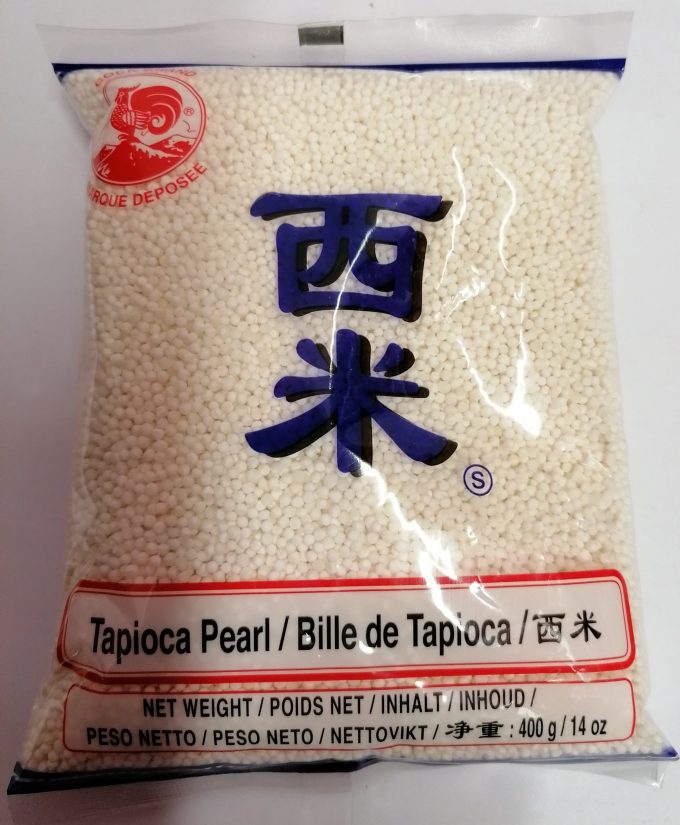 MARQUE DEPOSEE
®
西
米
S
Tapioca Pearl / Bille de Tapioca / 西米
NET WEIGHT / POIDS NET / INHALT / INHOUD /
PESO NETTO / PESO NETO / NETTOVIKT / 净重 : 400 g / 14 oz